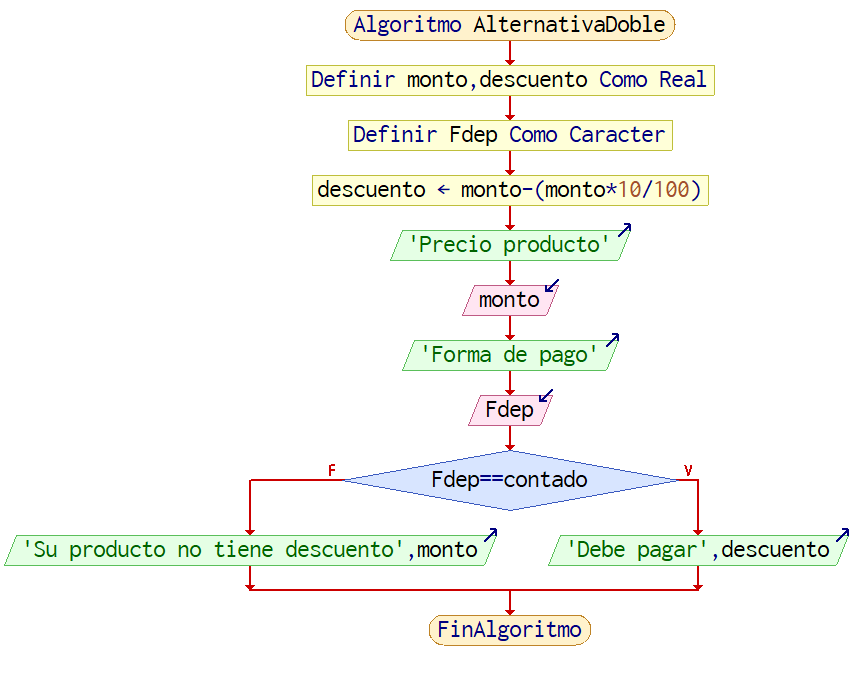 Algoritmo AlternativaDoble
Definir monto,descuento Como Real
Definir Fdep Como Caracter
descuento ← monto-(monto*10/100)
'Precio producto'
monto
'Forma de pago'
Fdep
F
V
Fdep==contado
'Su producto no tiene descuento',monto
'Debe pagar',descuento
FinAlgoritmo